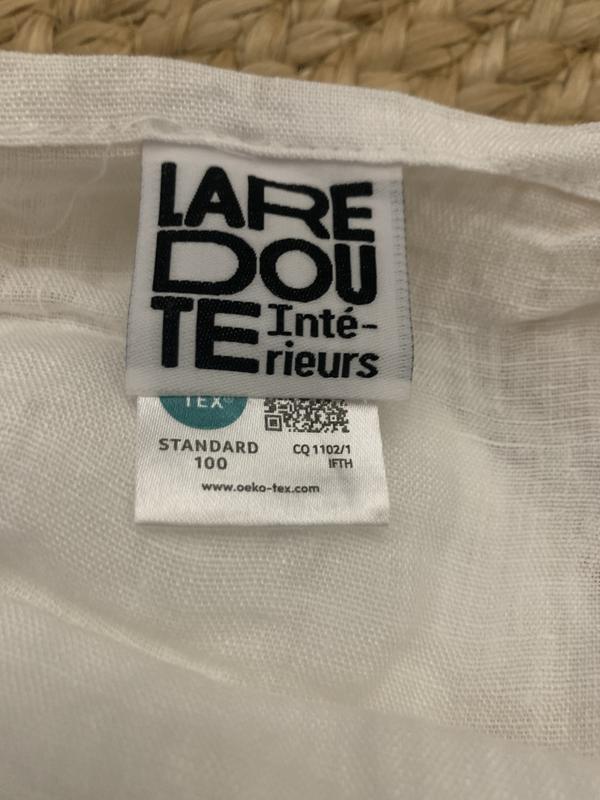 LA RE
DOU
TE Inté-
rieurs
TEX®
STANDARD
100
CQ 1102/1
IFTH
www.oeko-tex.com